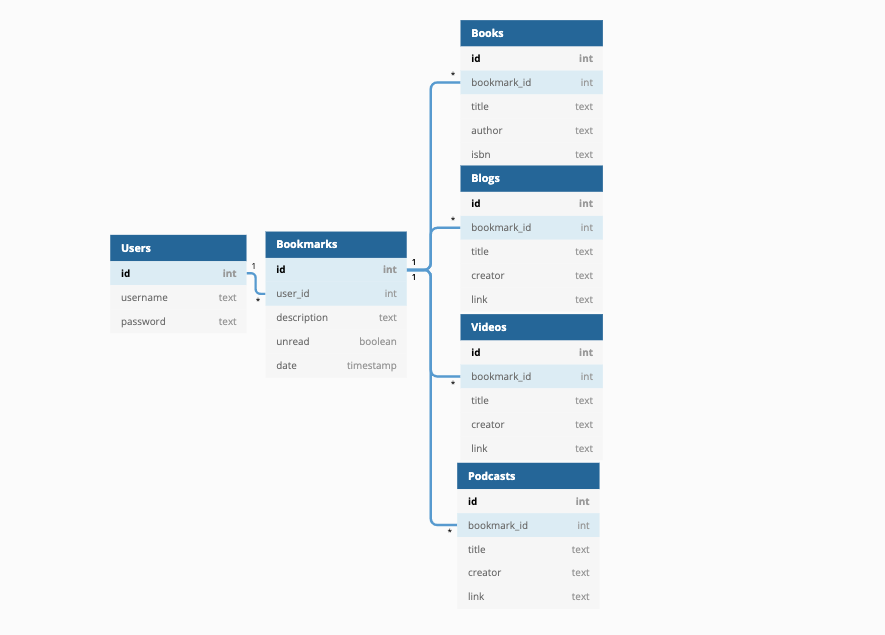 Users
id int
username text
password text
1
*
Bookmarks
id int
user_id int
description text
unread boolean
date timestamp
1
1
*
Books
id int
bookmark_id int
title text
author text
isbn text
*
Blogs
id int
bookmark_id int
title text
creator text
link text
*
Videos
id int
bookmark_id int
title text
creator text
link text
*
Podcasts
id int
bookmark_id int
title text
creator text
link text